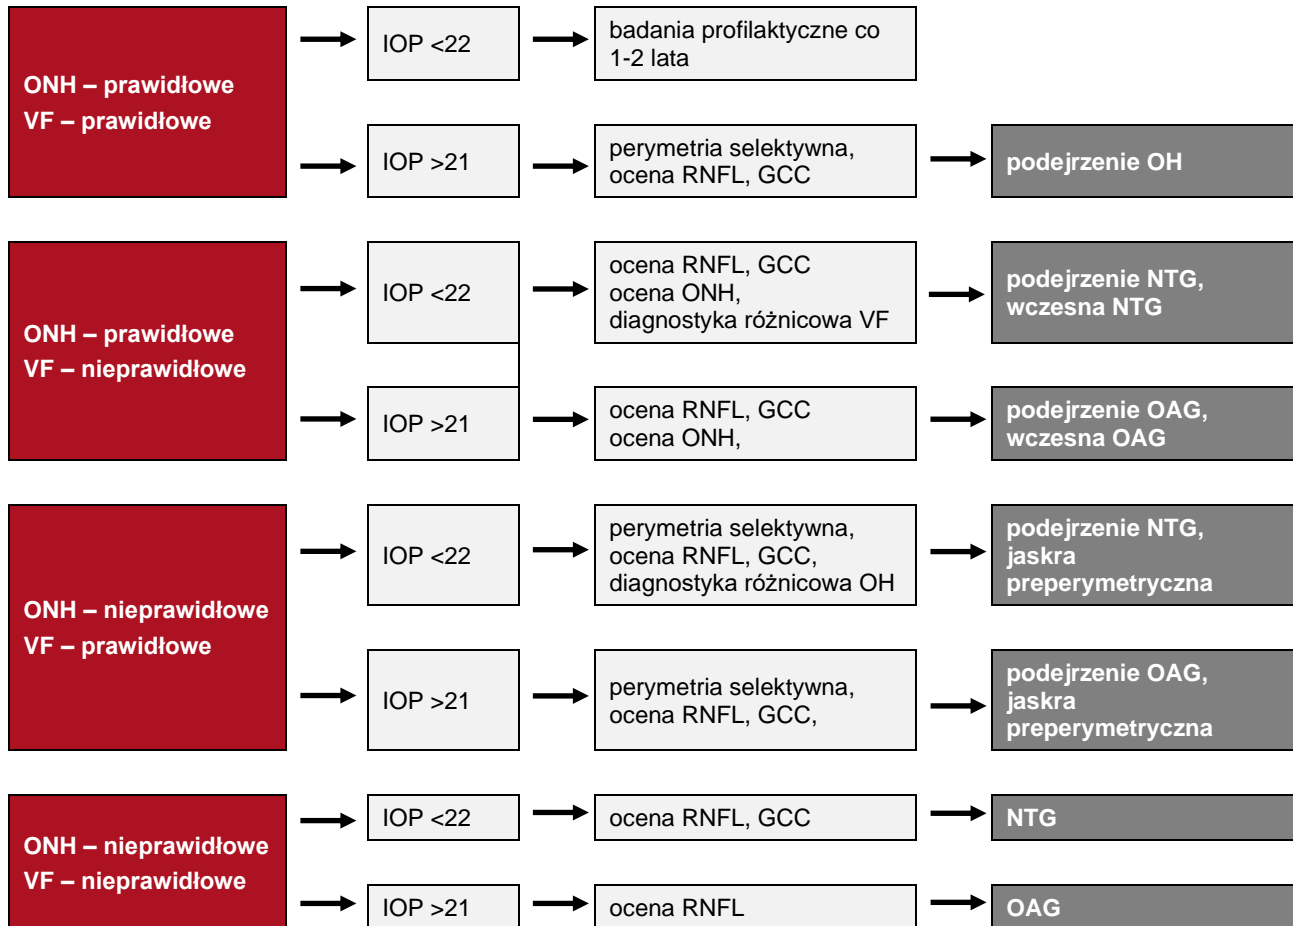 ONH – prawidłowe
VF – prawidłowe
IOP <22
badania profilaktyczne co
1-2 lata
IOP >21
perymetria selektywna,
ocena RNFL, GCC
podejrzenie OH
ONH – prawidłowe
VF – nieprawidłowe
IOP <22
ocena RNFL, GCC
ocena ONH,
diagnostyka różnicowa VF
podejrzenie NTG,
wczesna NTG
IOP >21
ocena RNFL, GCC
ocena ONH,
podejrzenie OAG,
wczesna OAG
ONH – nieprawidłowe
VF – prawidłowe
IOP <22
perymetria selektywna,
ocena RNFL, GCC,
diagnostyka różnicowa OH
podejrzenie NTG,
jaskra
preperymetryczna
IOP >21
perymetria selektywna,
ocena RNFL, GCC,
podejrzenie OAG,
jaskra
preperymetryczna
ONH – nieprawidłowe
VF – nieprawidłowe
IOP <22
ocena RNFL, GCC
NTG
IOP >21
ocena RNFL
OAG